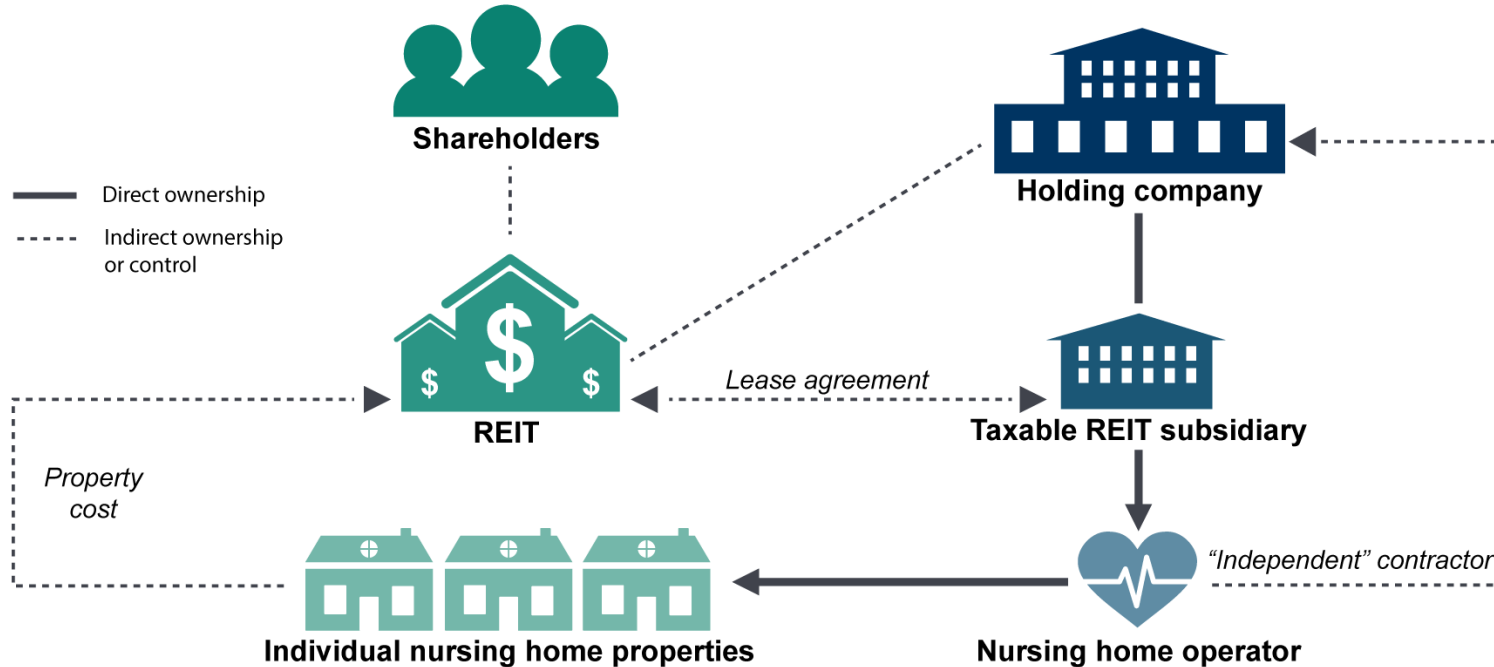 Shareholders
Holding company
Direct ownership
Indirect ownership
or control
$
$
$
REIT
Lease agreement
Taxable REIT subsidiary
Property
cost
"Independent" contractor
Individual nursing home properties
Nursing home operator